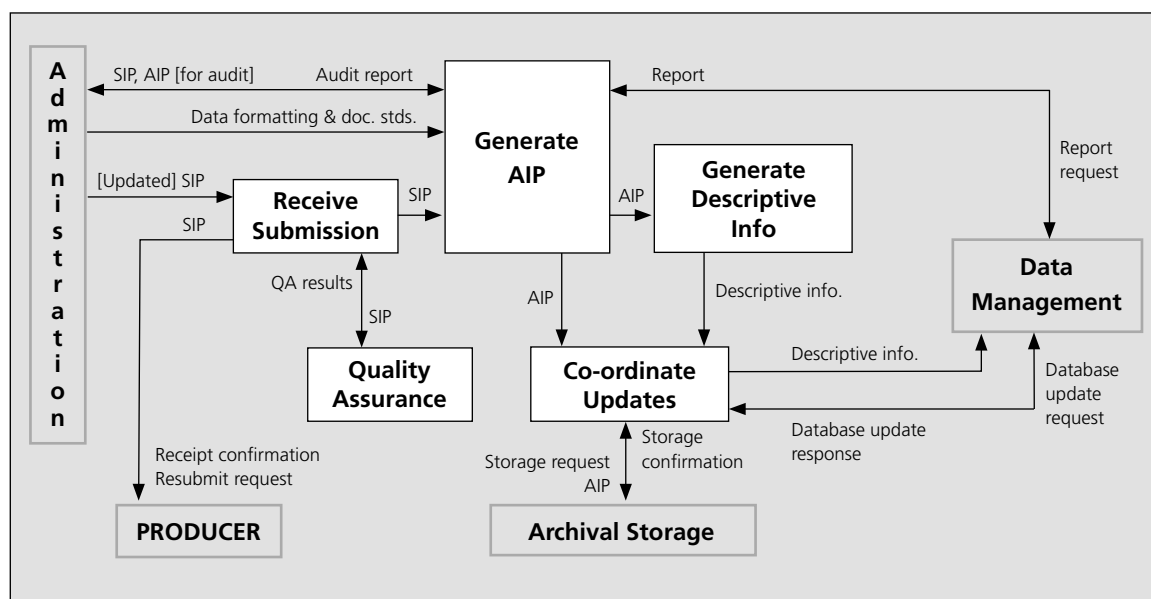 Administration
SIP, AIP [for audit]
Audit report
Data formatting & doc. stds.
[Updated] SIP
SIP
Receive
Submission
SIP
Generate
AIP
Report
AIP
Generate
Descriptive
Info
Report
request
Data
Management
QA results
SIP
Quality
Assurance
AIP
Descriptive info.
Co-ordinate
Updates
Descriptive info.
Database
update
request
Database update
response
Storage
confirmation
Storage request
AIP
Receipt confirmation
Resubmit request
PRODUCER
Archival Storage